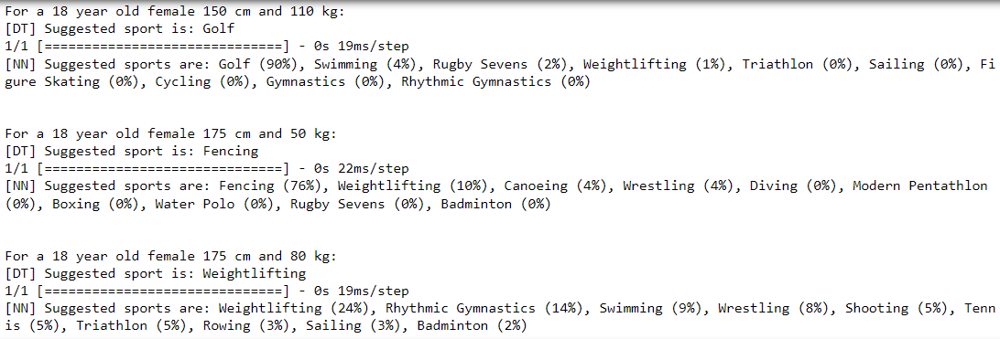 For a 18 year old female 150 cm and 110 kg:
[DT] Suggested sport is: Golf
1/1 [==============================] - 0s 19ms/step
[NN] Suggested sports are: Golf (90%), Swimming (4%), Rugby Sevens (2%), Weightlifting (1%), Triathlon (0%), Sailing (0%), Fi
gure Skating (0%), Cycling (0%), Gymnastics (0%), Rhythmic Gymnastics (0%)
For a 18 year old female 175 cm and 50 kg:
[DT] Suggested sport is: Fencing
1/1 [==============================] - 0s 22ms/step
[NN] Suggested sports are: Fencing (76%), Weightlifting (10%), Canoeing (4%), Wrestling (4%), Diving (0%), Modern Pentathlon
(0%), Boxing (0%), Water Polo (0%), Rugby Sevens (0%), Badminton (0%)
For a 18 year old female 175 cm and 80 kg:
[DT] Suggested sport is: Weightlifting
1/1 [==============================] - 0s 19ms/step
[NN] Suggested sports are: Weightlifting (24%), Rhythmic Gymnastics (14%), Swimming (9%), Wrestling (8%), Shooting (5%), Tenn
is (5%), Triathlon (5%), Rowing (3%), Sailing (3%), Badminton (2%)